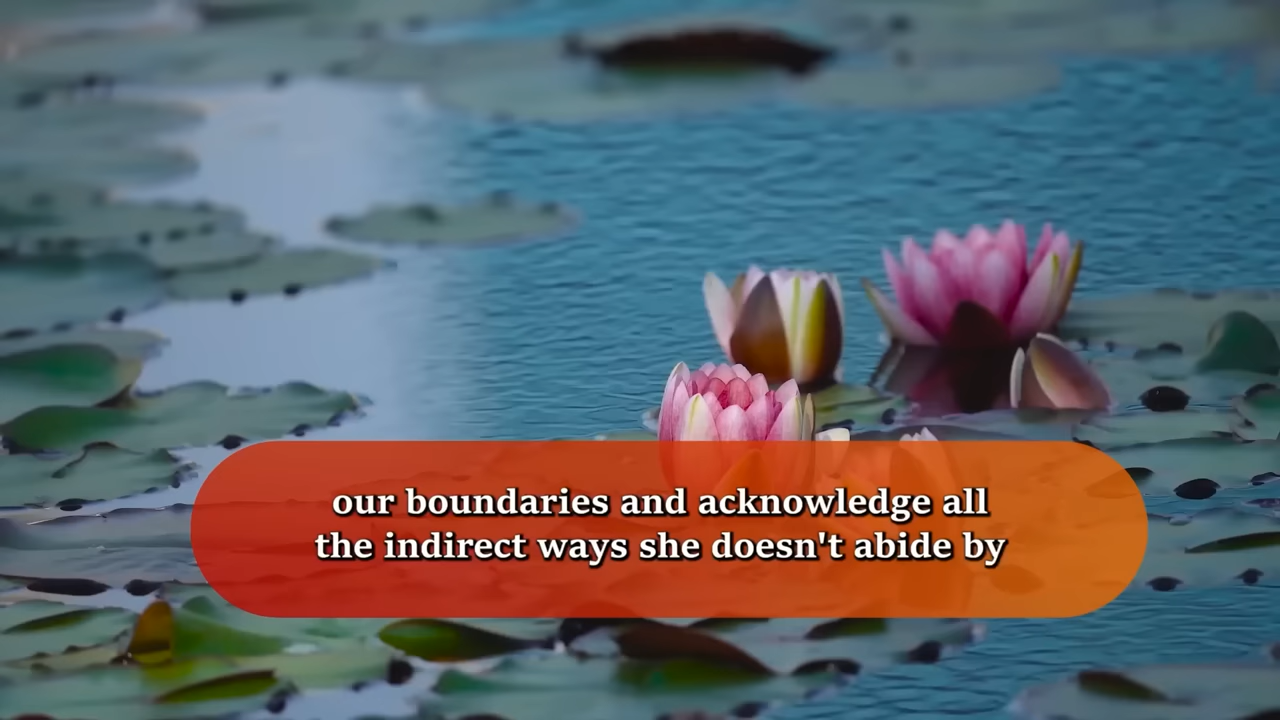 our boundaries and acknowledge all
the indirect ways she doesn't abide by